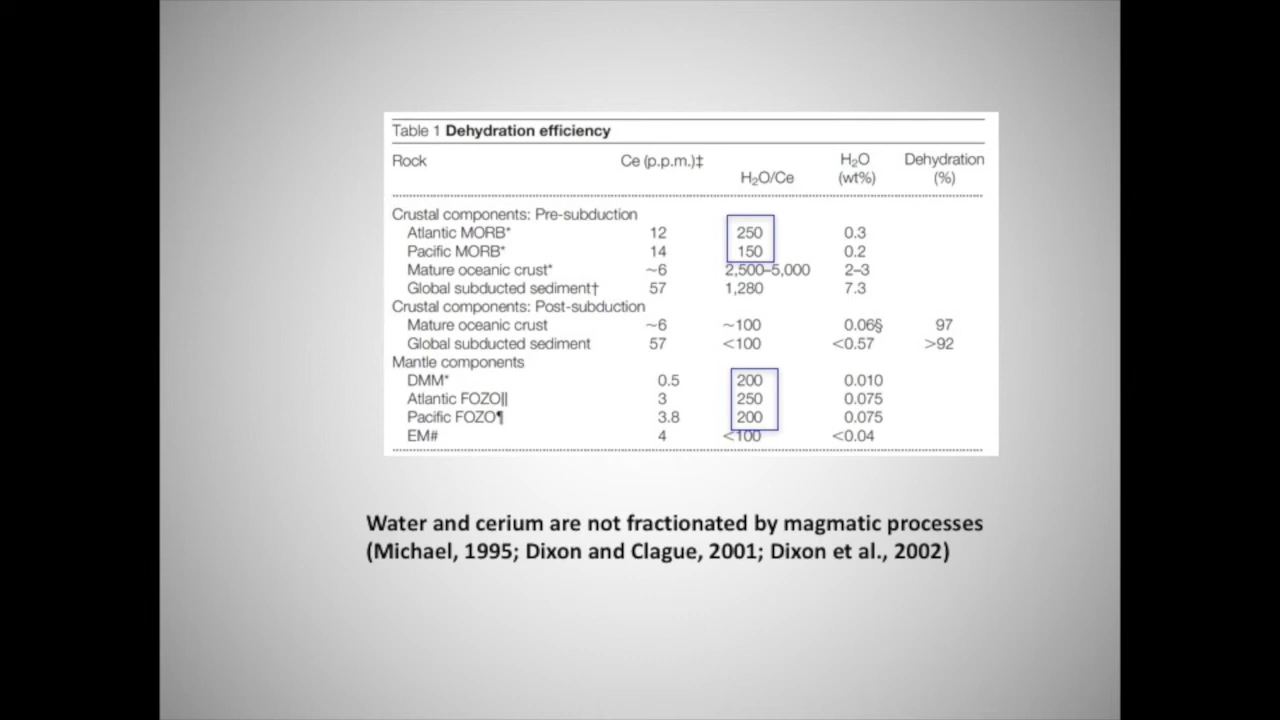 Table 1 Dehydration efficiency
Rock Ce (p.p.m.)‡ H₂O/Ce H₂O (wt%) Dehydration (%)
Crustal components: Pre-subduction
Atlantic MORB* 12 250 0.3
Pacific MORB* 14 150 0.2
Mature oceanic crust* ~6 2,500–5,000 2–3
Global subducted sediment† 57 1,280 7.3
Crustal components: Post-subduction
Mature oceanic crust ~6 ~100 0.06§ 97
Global subducted sediment 57 <100 <0.57 >92
Mantle components
DMM* 0.5 200 0.010
Atlantic FOZO|| 3 250 0.075
Pacific FOZO¶ 3.8 200 0.075
EM# 4 <100 <0.04
Water and cerium are not fractionated by magmatic processes
(Michael, 1995; Dixon and Clague, 2001; Dixon et al., 2002)